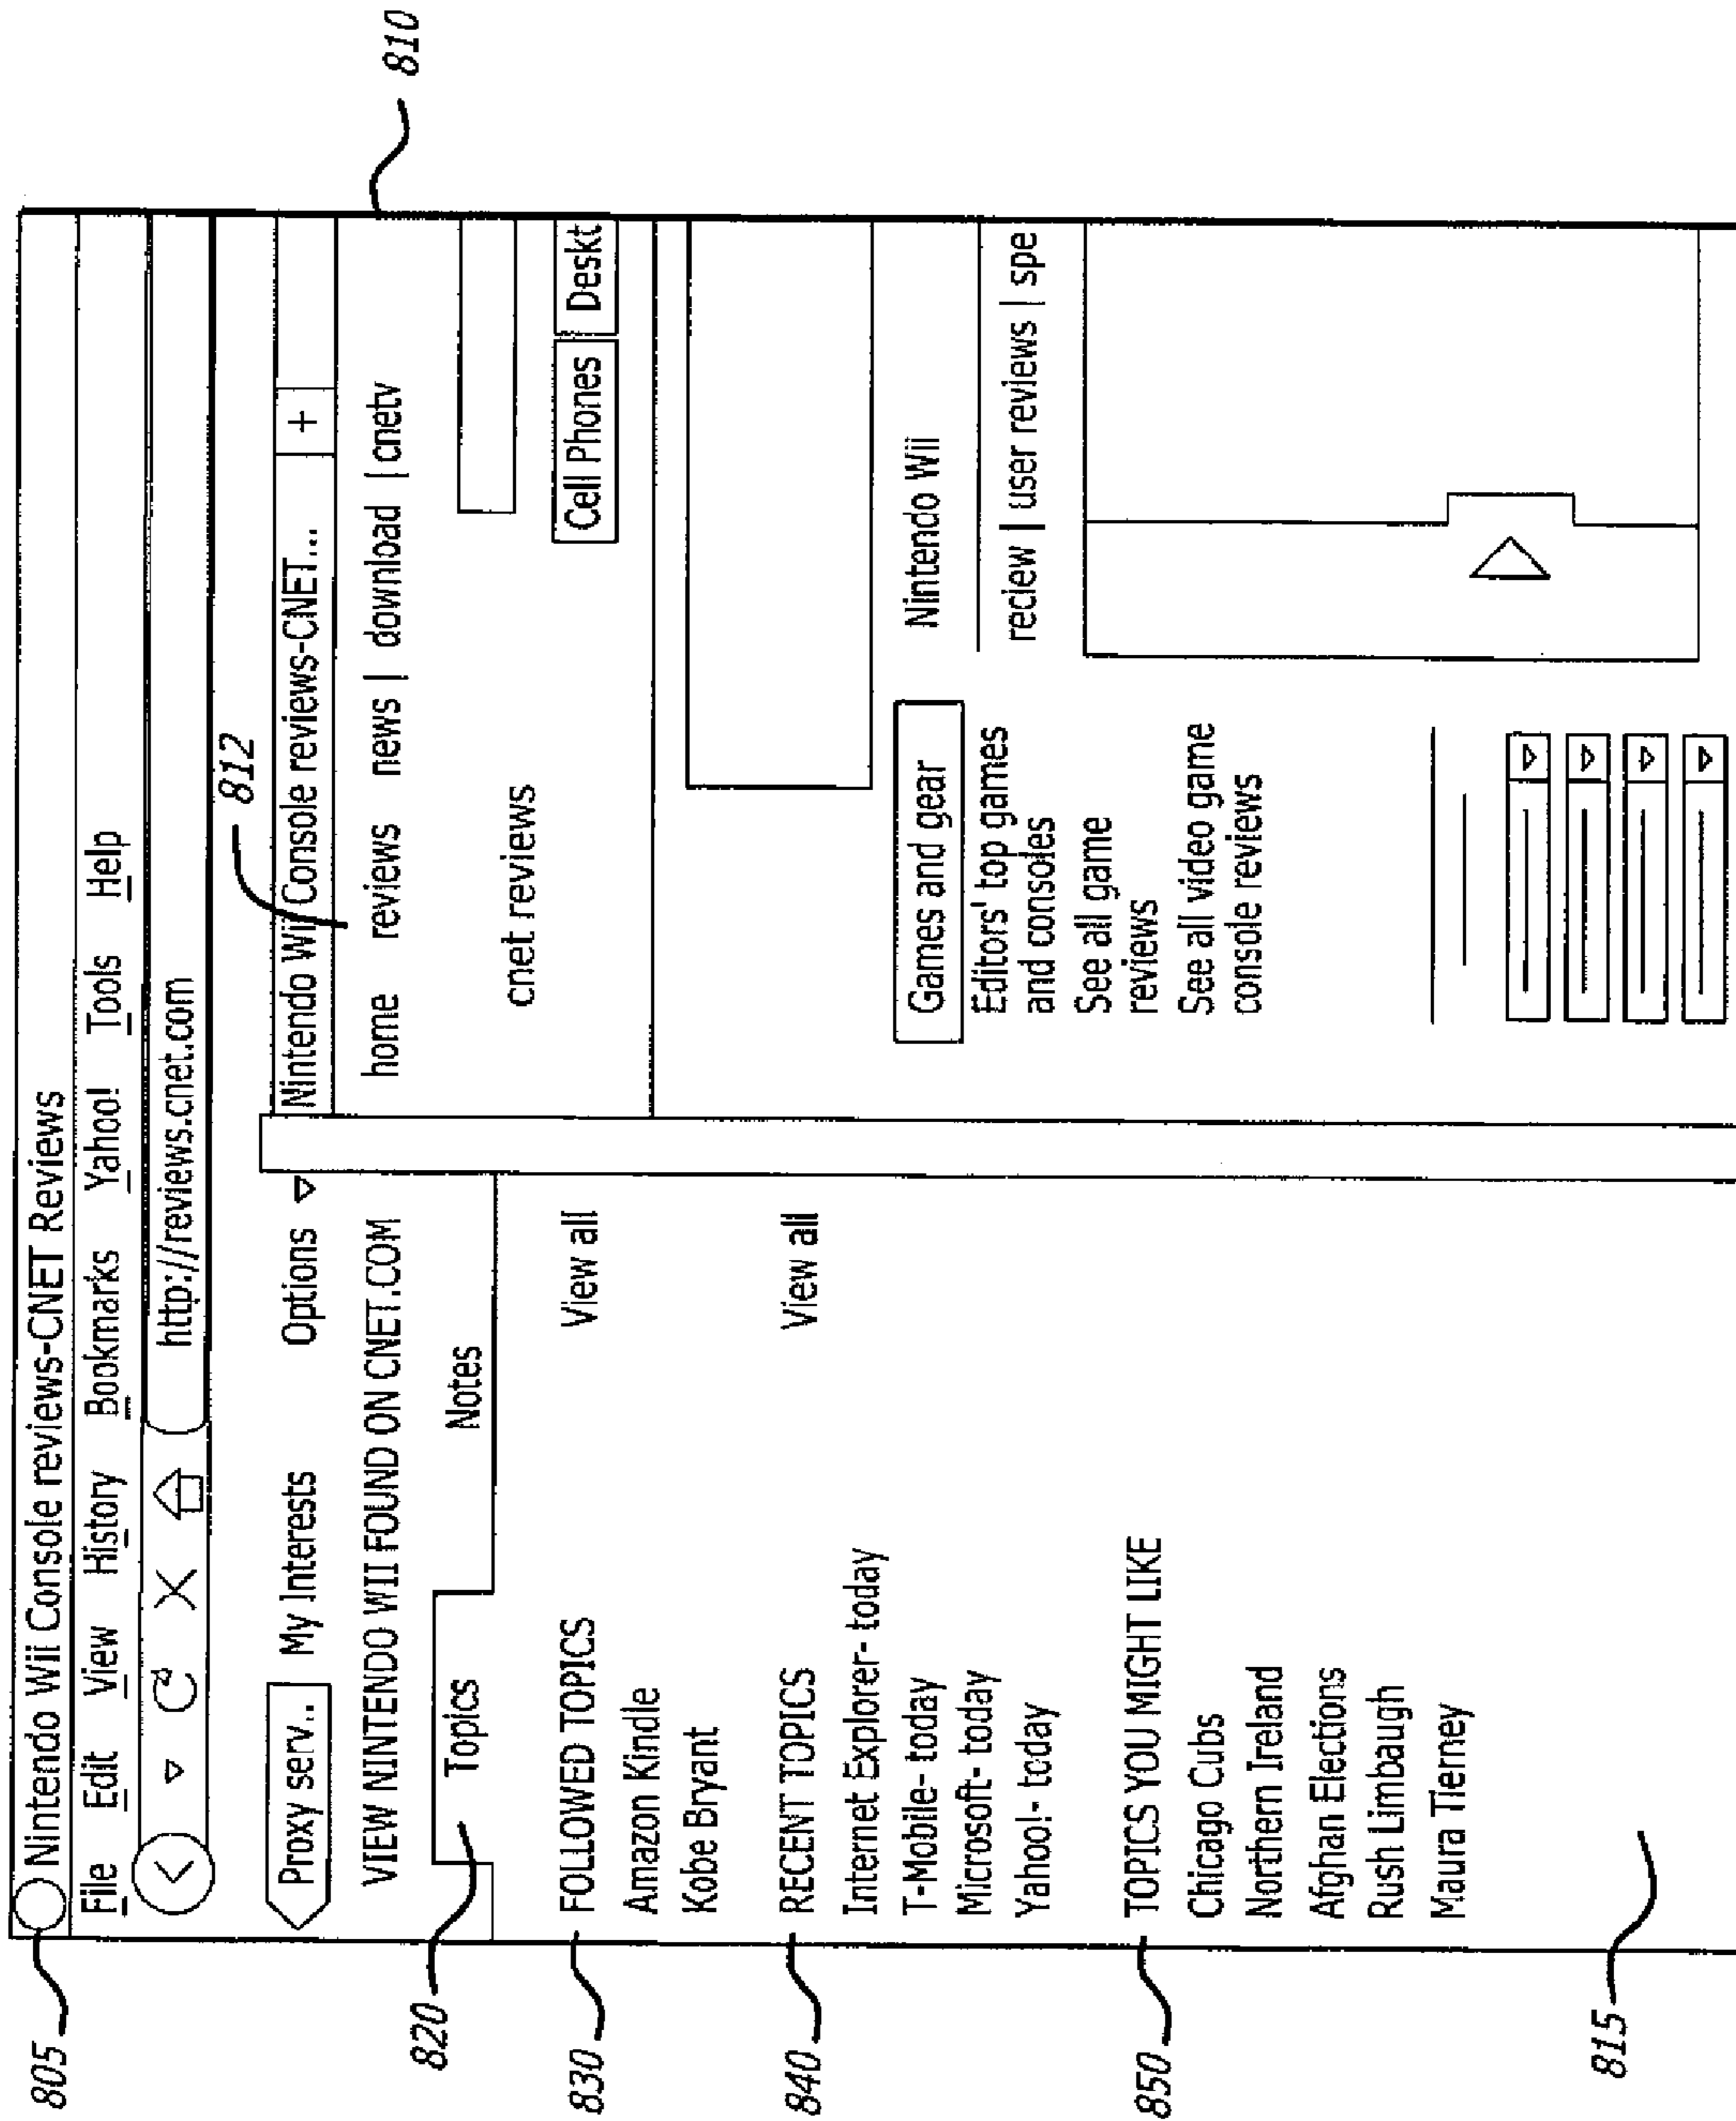 805
Nintendo Wii Console reviews-CNET Reviews
File Edit View History Bookmarks Yahoo! Tools Help
http://reviews.cnet.com
812
810
Proxy serv.. My Interests Options
VIEW NINTENDO WII FOUND ON CNET.COM
820
Topics Notes
830
FOLLOWED TOPICS View all
Amazon Kindle
Kobe Bryant
840
RECENT TOPICS View all
Internet Explorer- today
T-Mobile- today
Microsoft- today
Yahoo!- today
850
TOPICS YOU MIGHT LIKE
Chicago Cubs
Northern Ireland
Afghan Elections
Rush Limbaugh
Maura Tierney
815
Nintendo Wii Console reviews-CNET... +
home reviews news | download | cnetv
cnet reviews
Cell Phones Deskt
Games and gear
Editors' top games
and consoles
See all game
reviews
See all video game
console reviews
Nintendo Wii
reciew | user reviews | spe